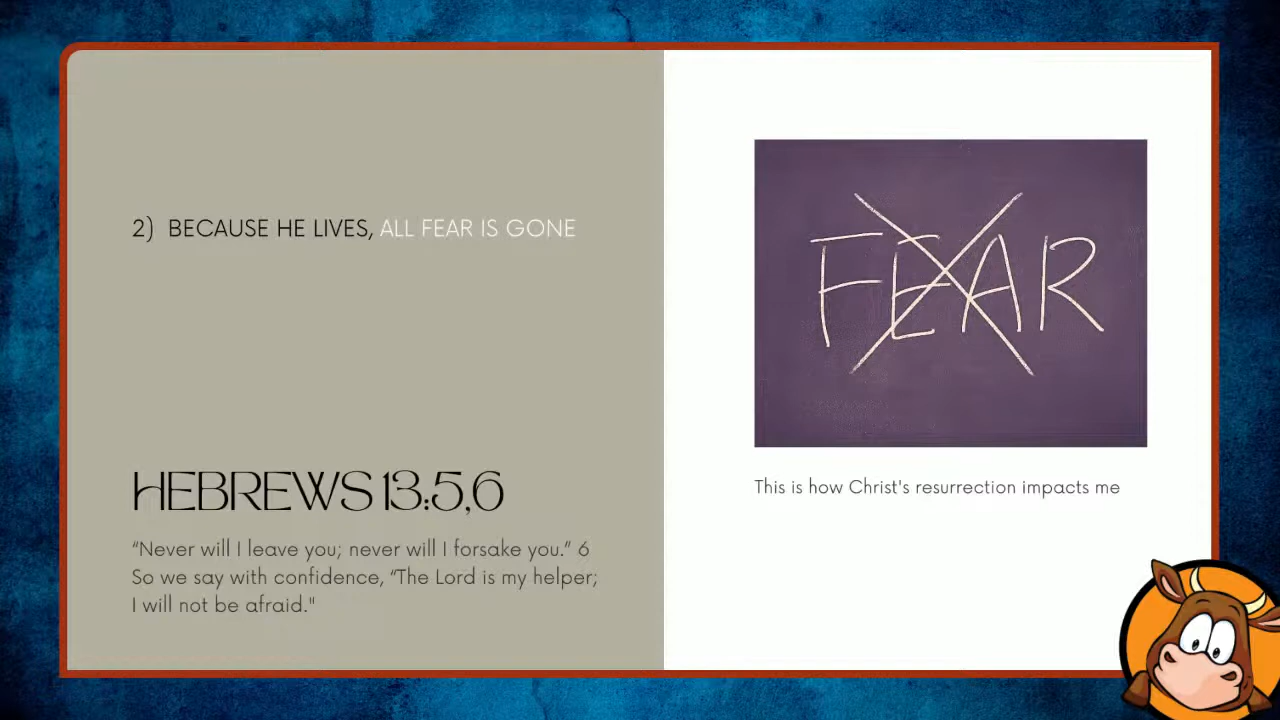 2) BECAUSE HE LIVES, ALL FEAR IS GONE
HEBREWS 13:5,6
“Never will I leave you; never will I forsake you.” 6
So we say with confidence, “The Lord is my helper;
I will not be afraid."
FEAR
This is how Christ's resurrection impacts me